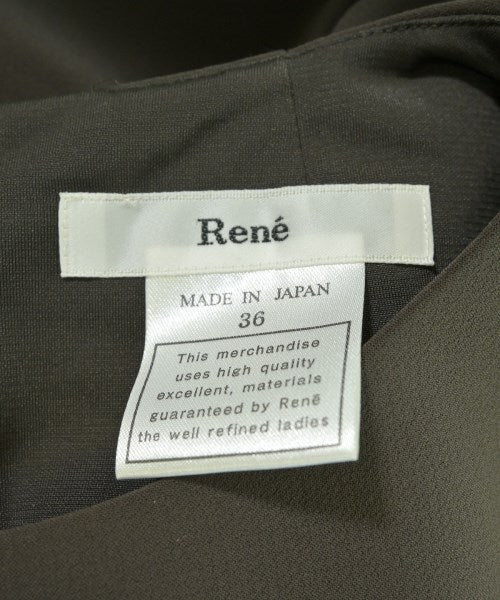 René
MADE IN JAPAN
36
This merchandise
uses high quality
excellent, materials
guaranteed by René
the well refined ladies